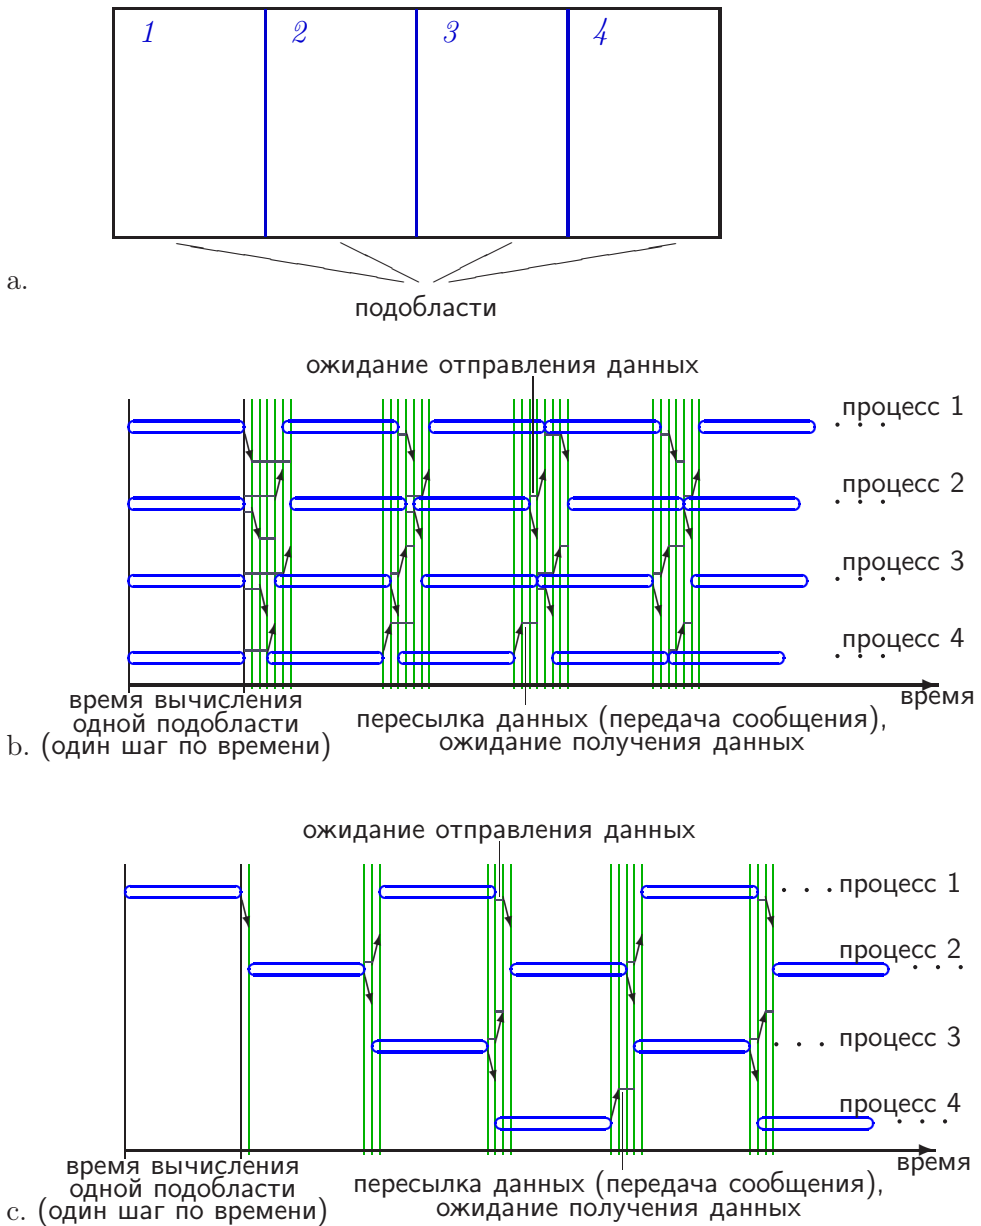 1 2 3 4
a.
подобласти
ожидание отправления данных
процесс 1
процесс 2
процесс 3
процесс 4
время
время вычисления
одной подобласти
b. (один шаг по времени)
пересылка данных (передача сообщения),
ожидание получения данных
ожидание отправления данных
процесс 1
процесс 2
процесс 3
процесс 4
время
время вычисления
одной подобласти
c. (один шаг по времени)
пересылка данных (передача сообщения),
ожидание получения данных